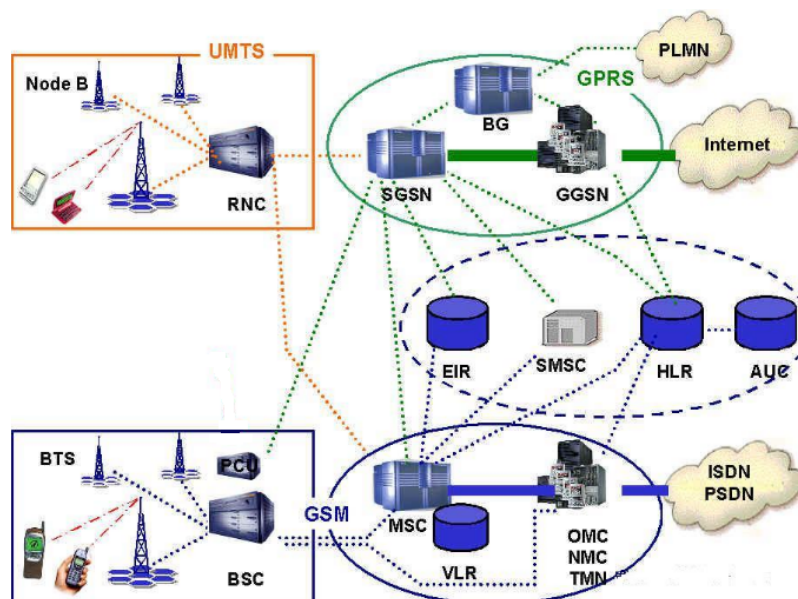 UMTS
Node B
RNC
GPRS
BG
SGSN
GGSN
PLMN
Internet
EIR
SMSC
HLR
AUC
BTS
PCU
BSC
GSM
MSC
VLR
OMC
NMC
TMN
ISDN
PSDN